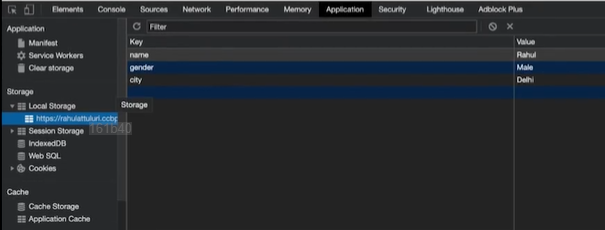 Elements Console Sources Network Performance Memory Application Security Lighthouse Adblock Plus
Application
Manifest
Service Workers
Clear storage
Storage
Local Storage
https://rahulattuluri.ccbp
Session Storage
IndexedDB
Web SQL
Cookies
Cache
Cache Storage
Application Cache
Filter
Key Value
name Rahul
gender Male
city Delhi
Storage
161b40